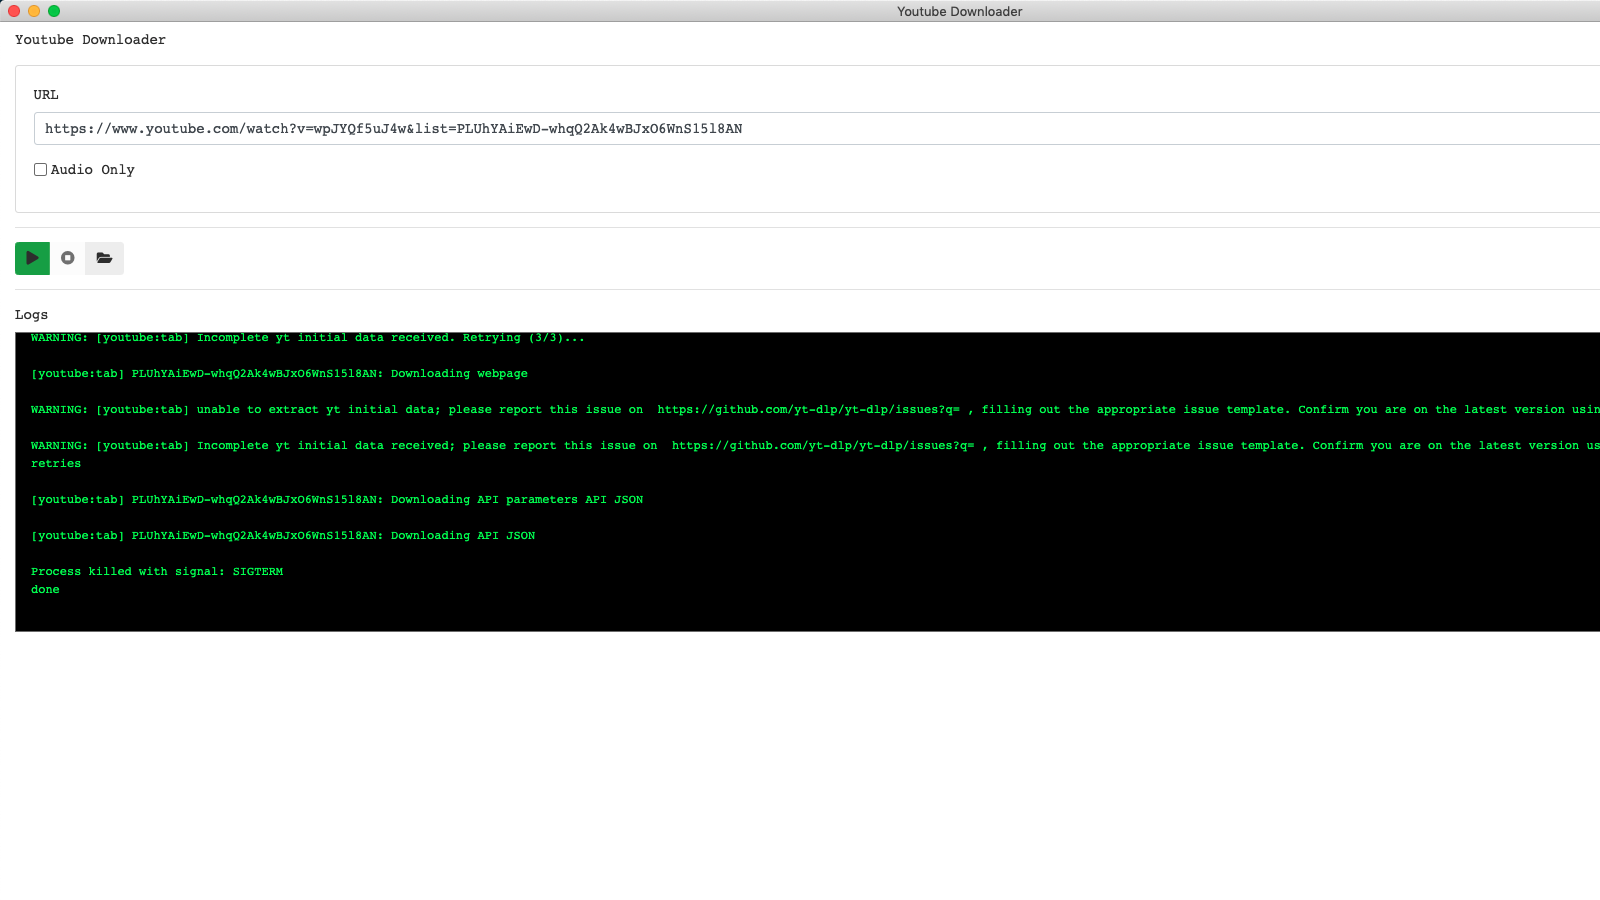 Youtube Downloader
Youtube Downloader
URL
https://www.youtube.com/watch?v=wpJYQf5uJ4w&list=PLUhYAiEwD-whqQ2Ak4wBJxO6WnS15l8AN
Audio Only
Logs
WARNING: [youtube:tab] Incomplete yt initial data received. Retrying (3/3)...
[youtube:tab] PLUhYAiEwD-whqQ2Ak4wBJxO6WnS15l8AN: Downloading webpage
WARNING: [youtube:tab] unable to extract yt initial data; please report this issue on  https://github.com/yt-dlp/yt-dlp/issues?q= , filling out the appropriate issue template. Confirm you are on the latest version usin
WARNING: [youtube:tab] Incomplete yt initial data received; please report this issue on  https://github.com/yt-dlp/yt-dlp/issues?q= , filling out the appropriate issue template. Confirm you are on the latest version us
retries
[youtube:tab] PLUhYAiEwD-whqQ2Ak4wBJxO6WnS15l8AN: Downloading API parameters API JSON
[youtube:tab] PLUhYAiEwD-whqQ2Ak4wBJxO6WnS15l8AN: Downloading API JSON
Process killed with signal: SIGTERM
done